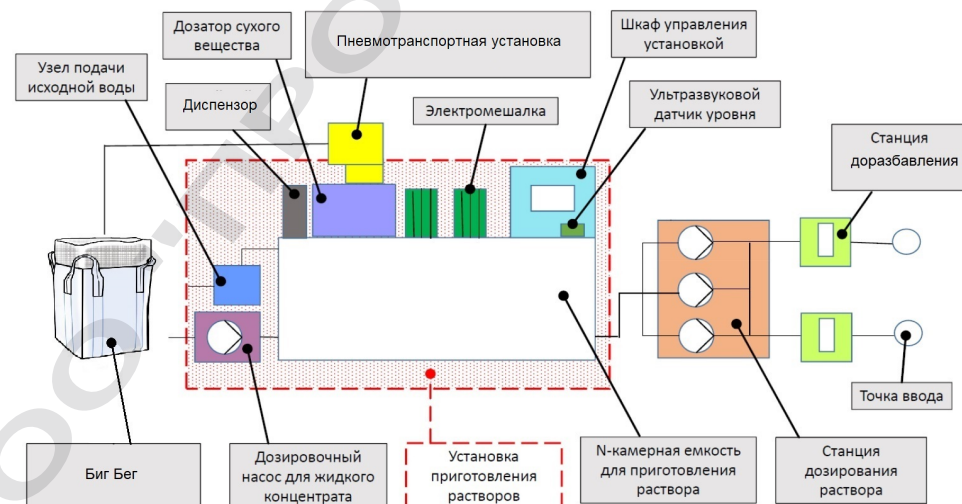 Дозатор сухого
вещества
Пневмотранспортная установка
Шкаф управления
установкой
Узел подачи
исходной воды
Диспензор
Электромешалка
Ультразвуковой
датчик уровня
Станция
доразбавления
Точка ввода
Биг Бег
Дозировочный
насос для жидкого
концентрата
Установка
приготовления
растворов
N-камерная емкость
для приготовления
раствора
Станция
дозирования
раствора